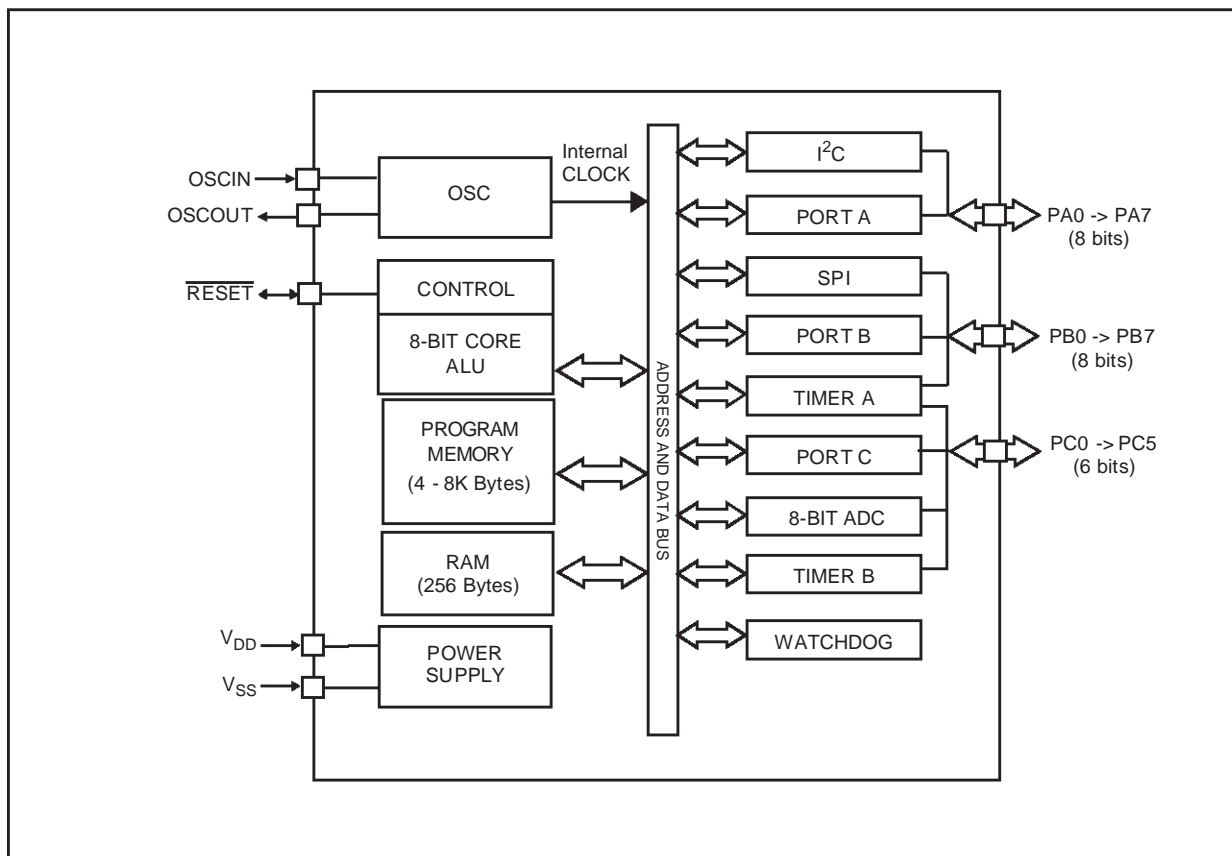 OSCIN
OSCOUT
RESET
V_DD
V_SS
OSC
Internal
CLOCK
CONTROL
8-BIT CORE
ALU
PROGRAM
MEMORY
(4 - 8K Bytes)
RAM
(256 Bytes)
POWER
SUPPLY
ADDRESS AND DATA BUS
I²C
PORT A
SPI
PORT B
TIMER A
PORT C
8-BIT ADC
TIMER B
WATCHDOG
PA0 -> PA7
(8 bits)
PB0 -> PB7
(8 bits)
PC0 -> PC5
(6 bits)